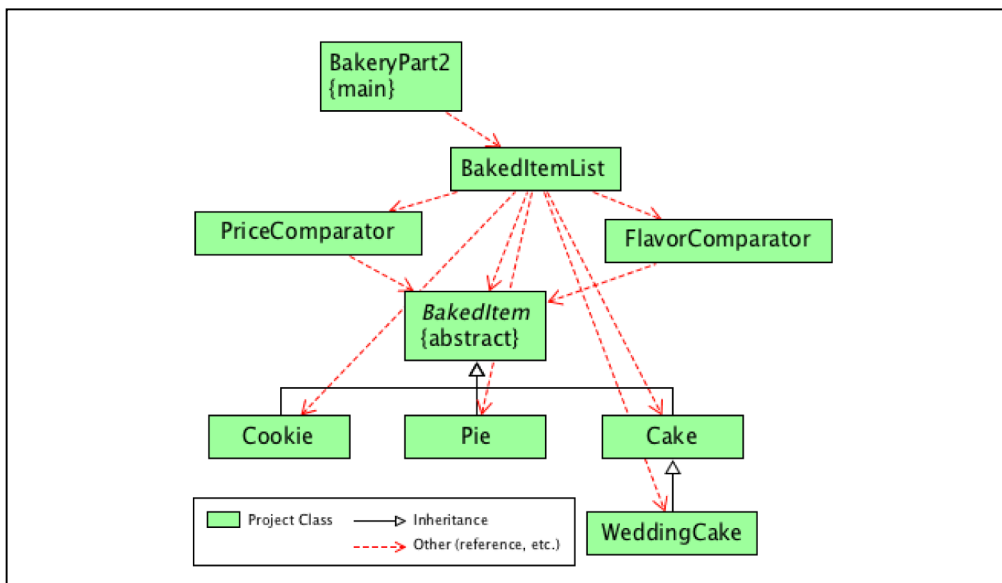 BakeryPart2
{main}
BakedItemList
PriceComparator
FlavorComparator
BakedItem
{abstract}
Cookie
Pie
Cake
Project Class
Inheritance
Other (reference, etc.)
WeddingCake